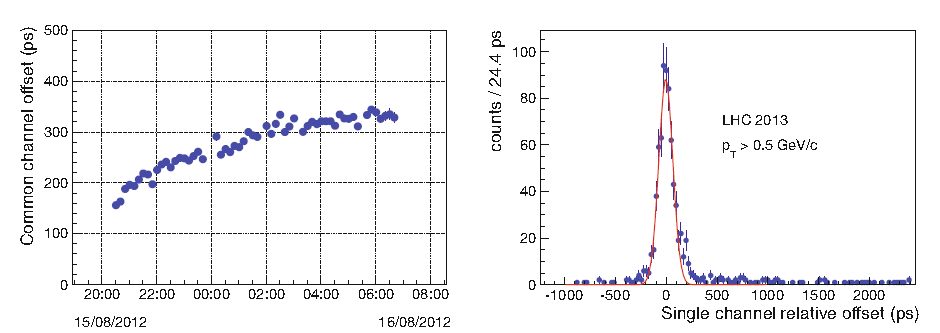 Common channel offset (ps)
500
400
300
200
100
0
20:00 22:00 00:00 02:00 04:00 06:00 08:00
15/08/2012 16/08/2012
counts / 24.4 ps
100
80
60
40
20
0
LHC 2013
pT > 0.5 GeV/c
-1000 -500 0 500 1000 1500 2000
Single channel relative offset (ps)